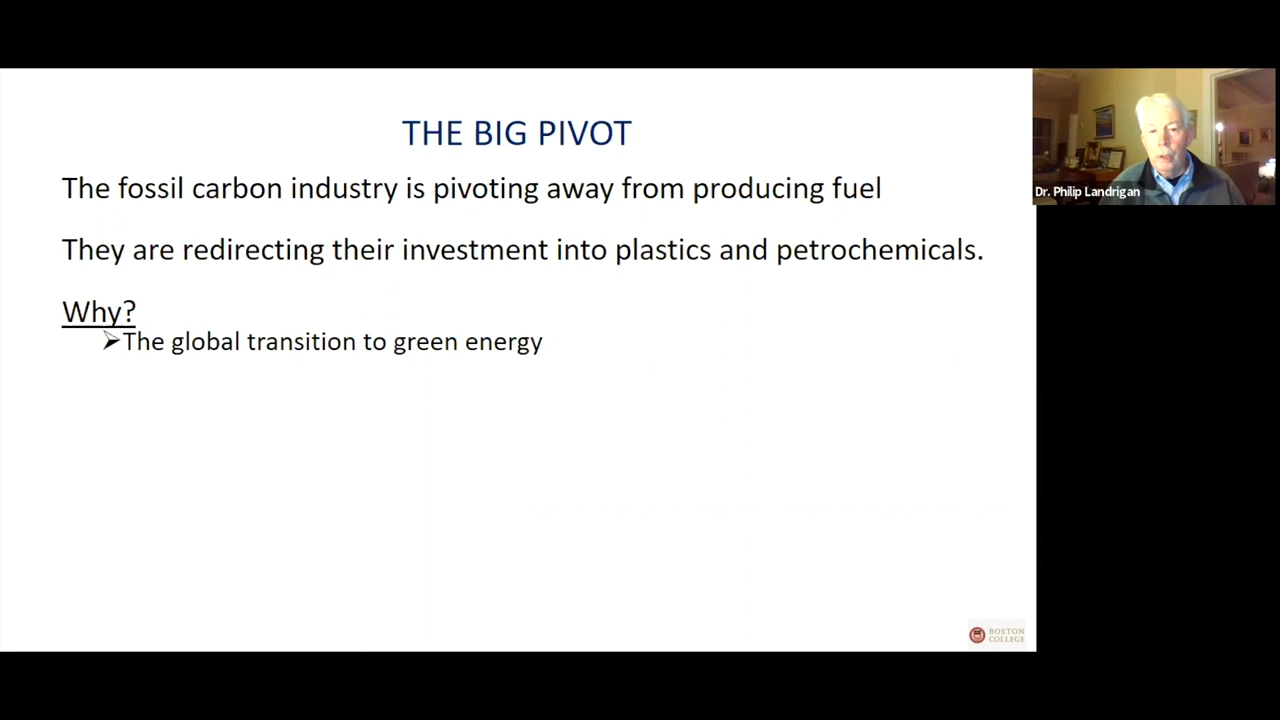 THE BIG PIVOT
The fossil carbon industry is pivoting away from producing fuel
They are redirecting their investment into plastics and petrochemicals.
Why?
➢The global transition to green energy
Dr. Philip Landrigan
BOSTON
COLLEGE